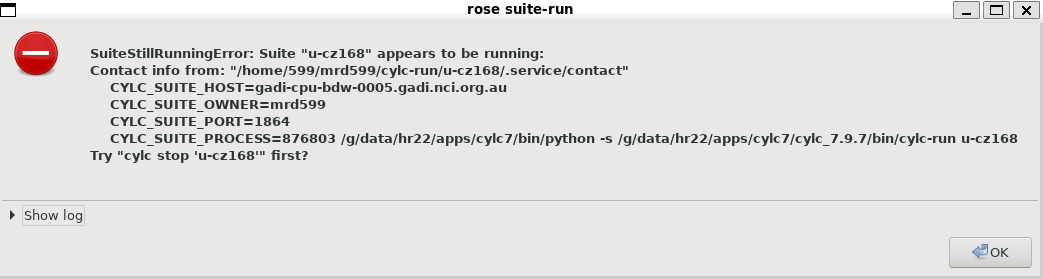 rose suite-run
SuiteStillRunningError: Suite "u-cz168" appears to be running:
Contact info from: "/home/599/mrd599/cylc-run/u-cz168/.service/contact"
CYLC_SUITE_HOST=gadi-cpu-bdw-0005.gadi.nci.org.au
CYLC_SUITE_OWNER=mrd599
CYLC_SUITE_PORT=1864
CYLC_SUITE_PROCESS=876803 /g/data/hr22/apps/cylc7/bin/python -s /g/data/hr22/apps/cylc7/cylc_7.9.7/bin/cylc-run u-cz168
Try "cylc stop 'u-cz168'" first?
Show log
OK